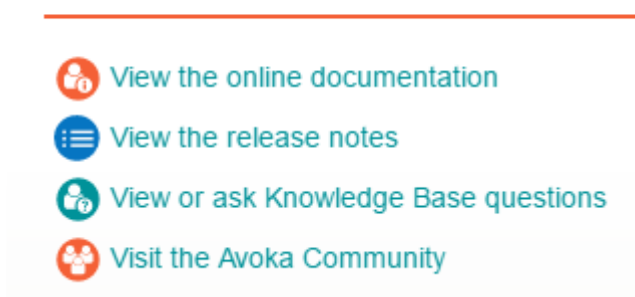 View the online documentation
View the release notes
View or ask Knowledge Base questions
Visit the Avoka Community